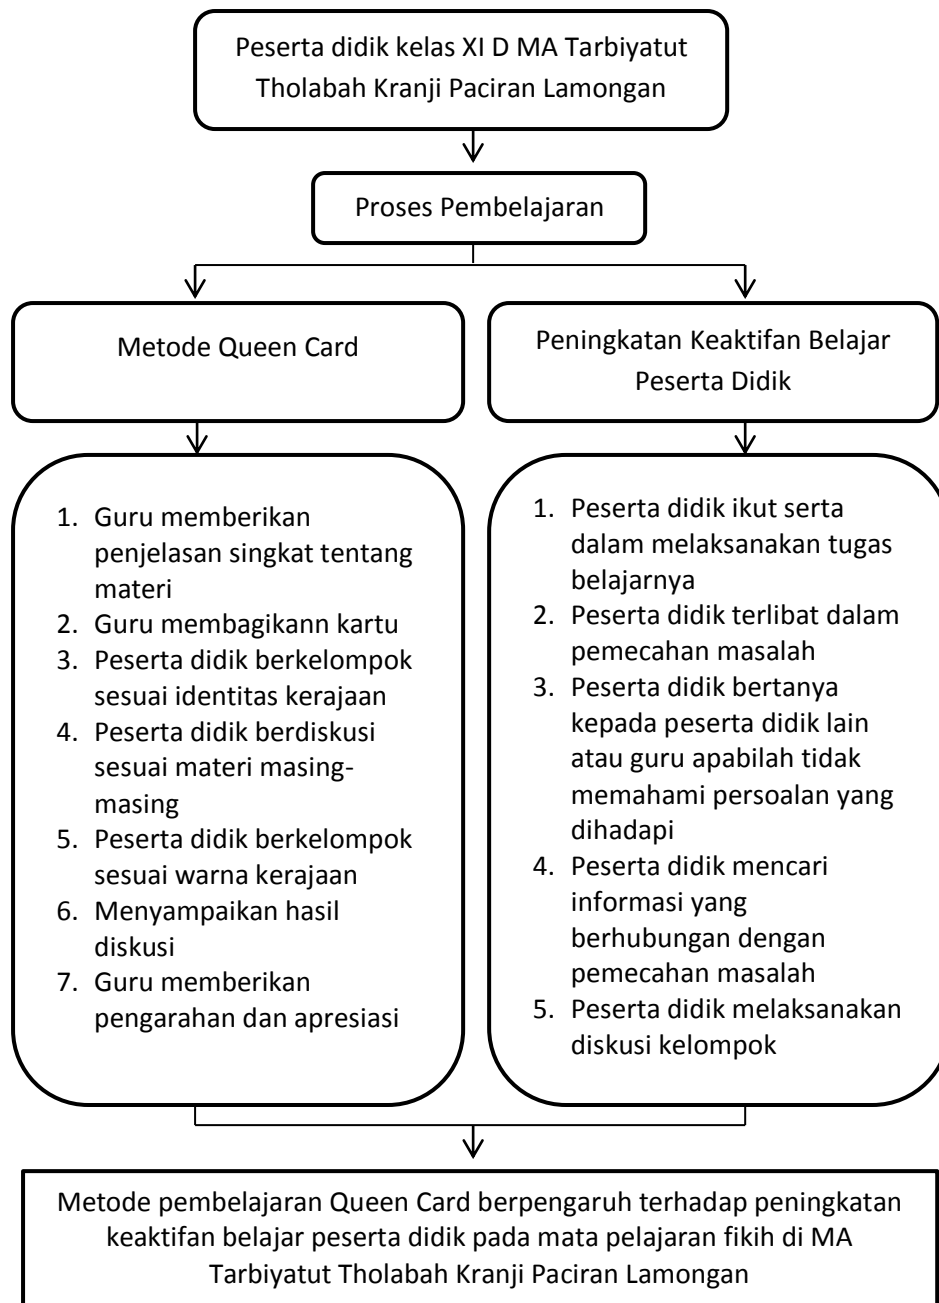 Peserta didik kelas XI D MA Tarbiyatut
Tholabah Kranji Paciran Lamongan
Proses Pembelajaran
Metode Queen Card
Peningkatan Keaktifan Belajar
Peserta Didik
1. Guru memberikan
penjelasan singkat tentang
materi
2. Guru membagikann kartu
3. Peserta didik berkelompok
sesuai identitas kerajaan
4. Peserta didik berdiskusi
sesuai materi masing-
masing
5. Peserta didik berkelompok
sesuai warna kerajaan
6. Menyampaikan hasil
diskusi
7. Guru memberikan
pengarahan dan apresiasi
1. Peserta didik ikut serta
dalam melaksanakan tugas
belajarnya
2. Peserta didik terlibat dalam
pemecahan masalah
3. Peserta didik bertanya
kepada peserta didik lain
atau guru apabilah tidak
memahami persoalan yang
dihadapi
4. Peserta didik mencari
informasi yang
berhubungan dengan
pemecahan masalah
5. Peserta didik melaksanakan
diskusi kelompok
Metode pembelajaran Queen Card berpengaruh terhadap peningkatan
keaktifan belajar peserta didik pada mata pelajaran fikih di MA
Tarbiyatut Tholabah Kranji Paciran Lamongan